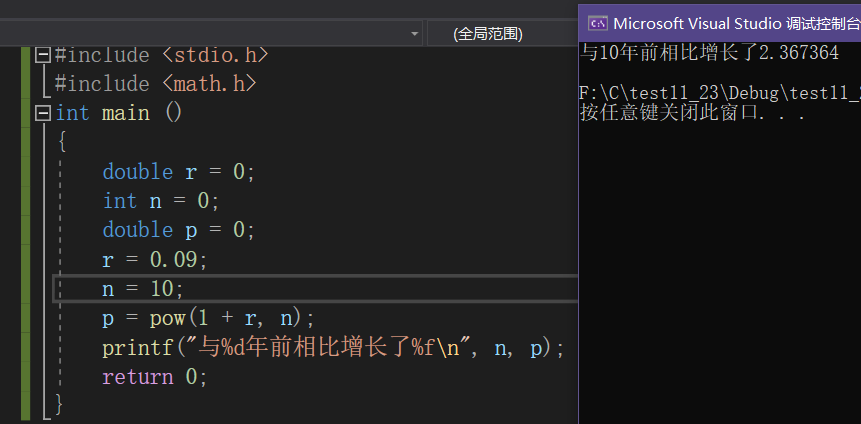 (全局范围)
#include <stdio.h>
#include <math.h>
int main ()
{
double r = 0;
int n = 0;
double p = 0;
r = 0.09;
n = 10;
p = pow(1 + r, n);
printf("与%d年前相比增长了%f\n", n, p);
return 0;
}
Microsoft Visual Studio 调试控制台
与10年前相比增长了2.367364
F:\C\test11_23\Debug\test11_
按任意键关闭此窗口. . .